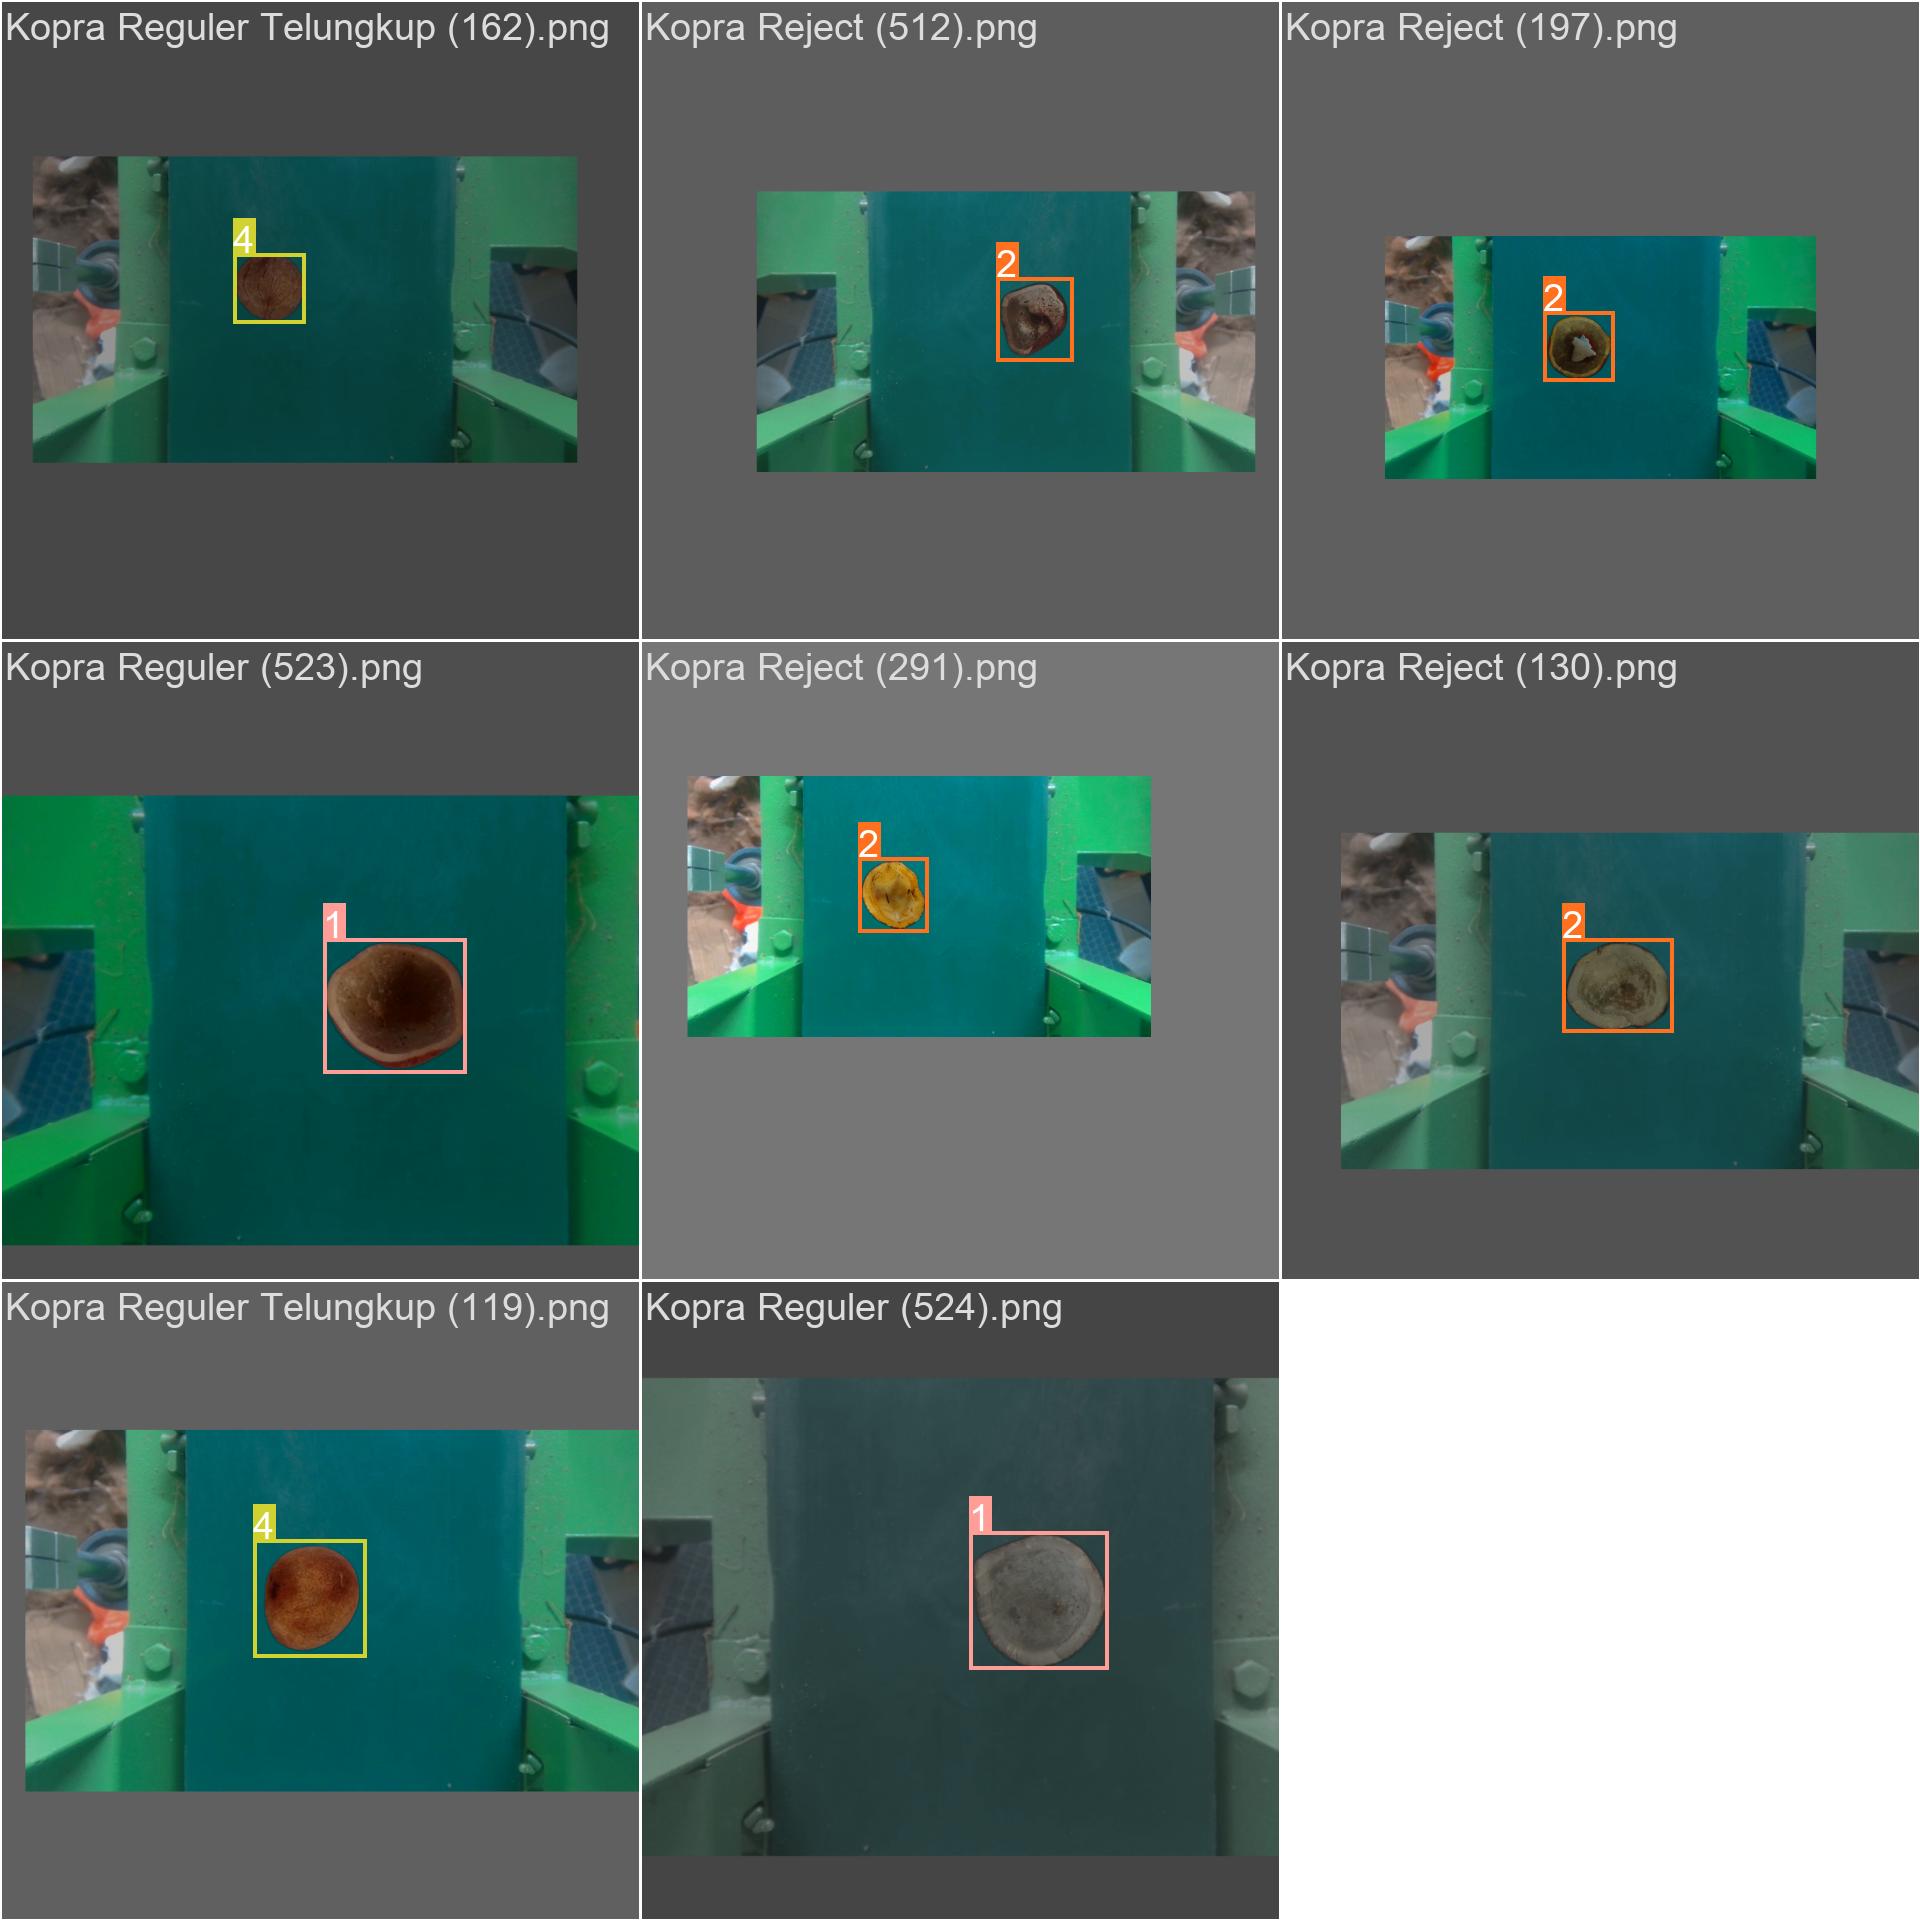 Kopra Reguler Telungkup (162).png
4
Kopra Reject (512).png
2
Kopra Reject (197).png
2
Kopra Reguler (523).png
1
Kopra Reject (291).png
2
Kopra Reject (130).png
2
Kopra Reguler Telungkup (119).png
4
Kopra Reguler (524).png
1